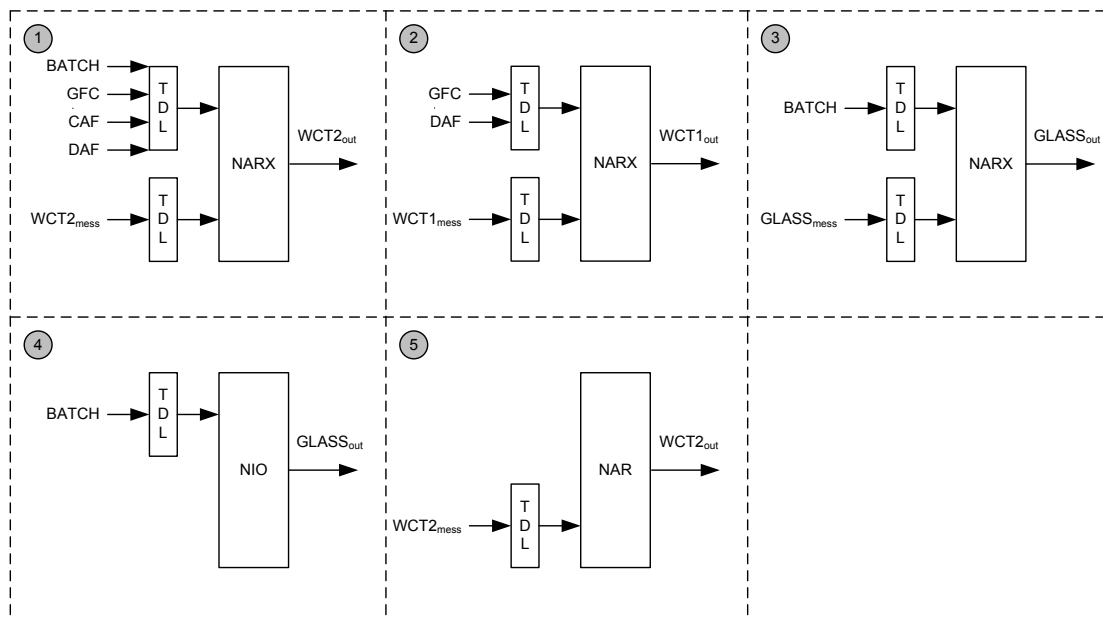 1
BATCH
GFC
CAF
DAF
T
D
L
WCT2mess
T
D
L
NARX
WCT2out
2
GFC
DAF
T
D
L
WCT1mess
T
D
L
NARX
WCT1out
3
BATCH
T
D
L
GLASSmess
T
D
L
NARX
GLASSout
4
BATCH
T
D
L
NIO
GLASSout
5
WCT2mess
T
D
L
NAR
WCT2out